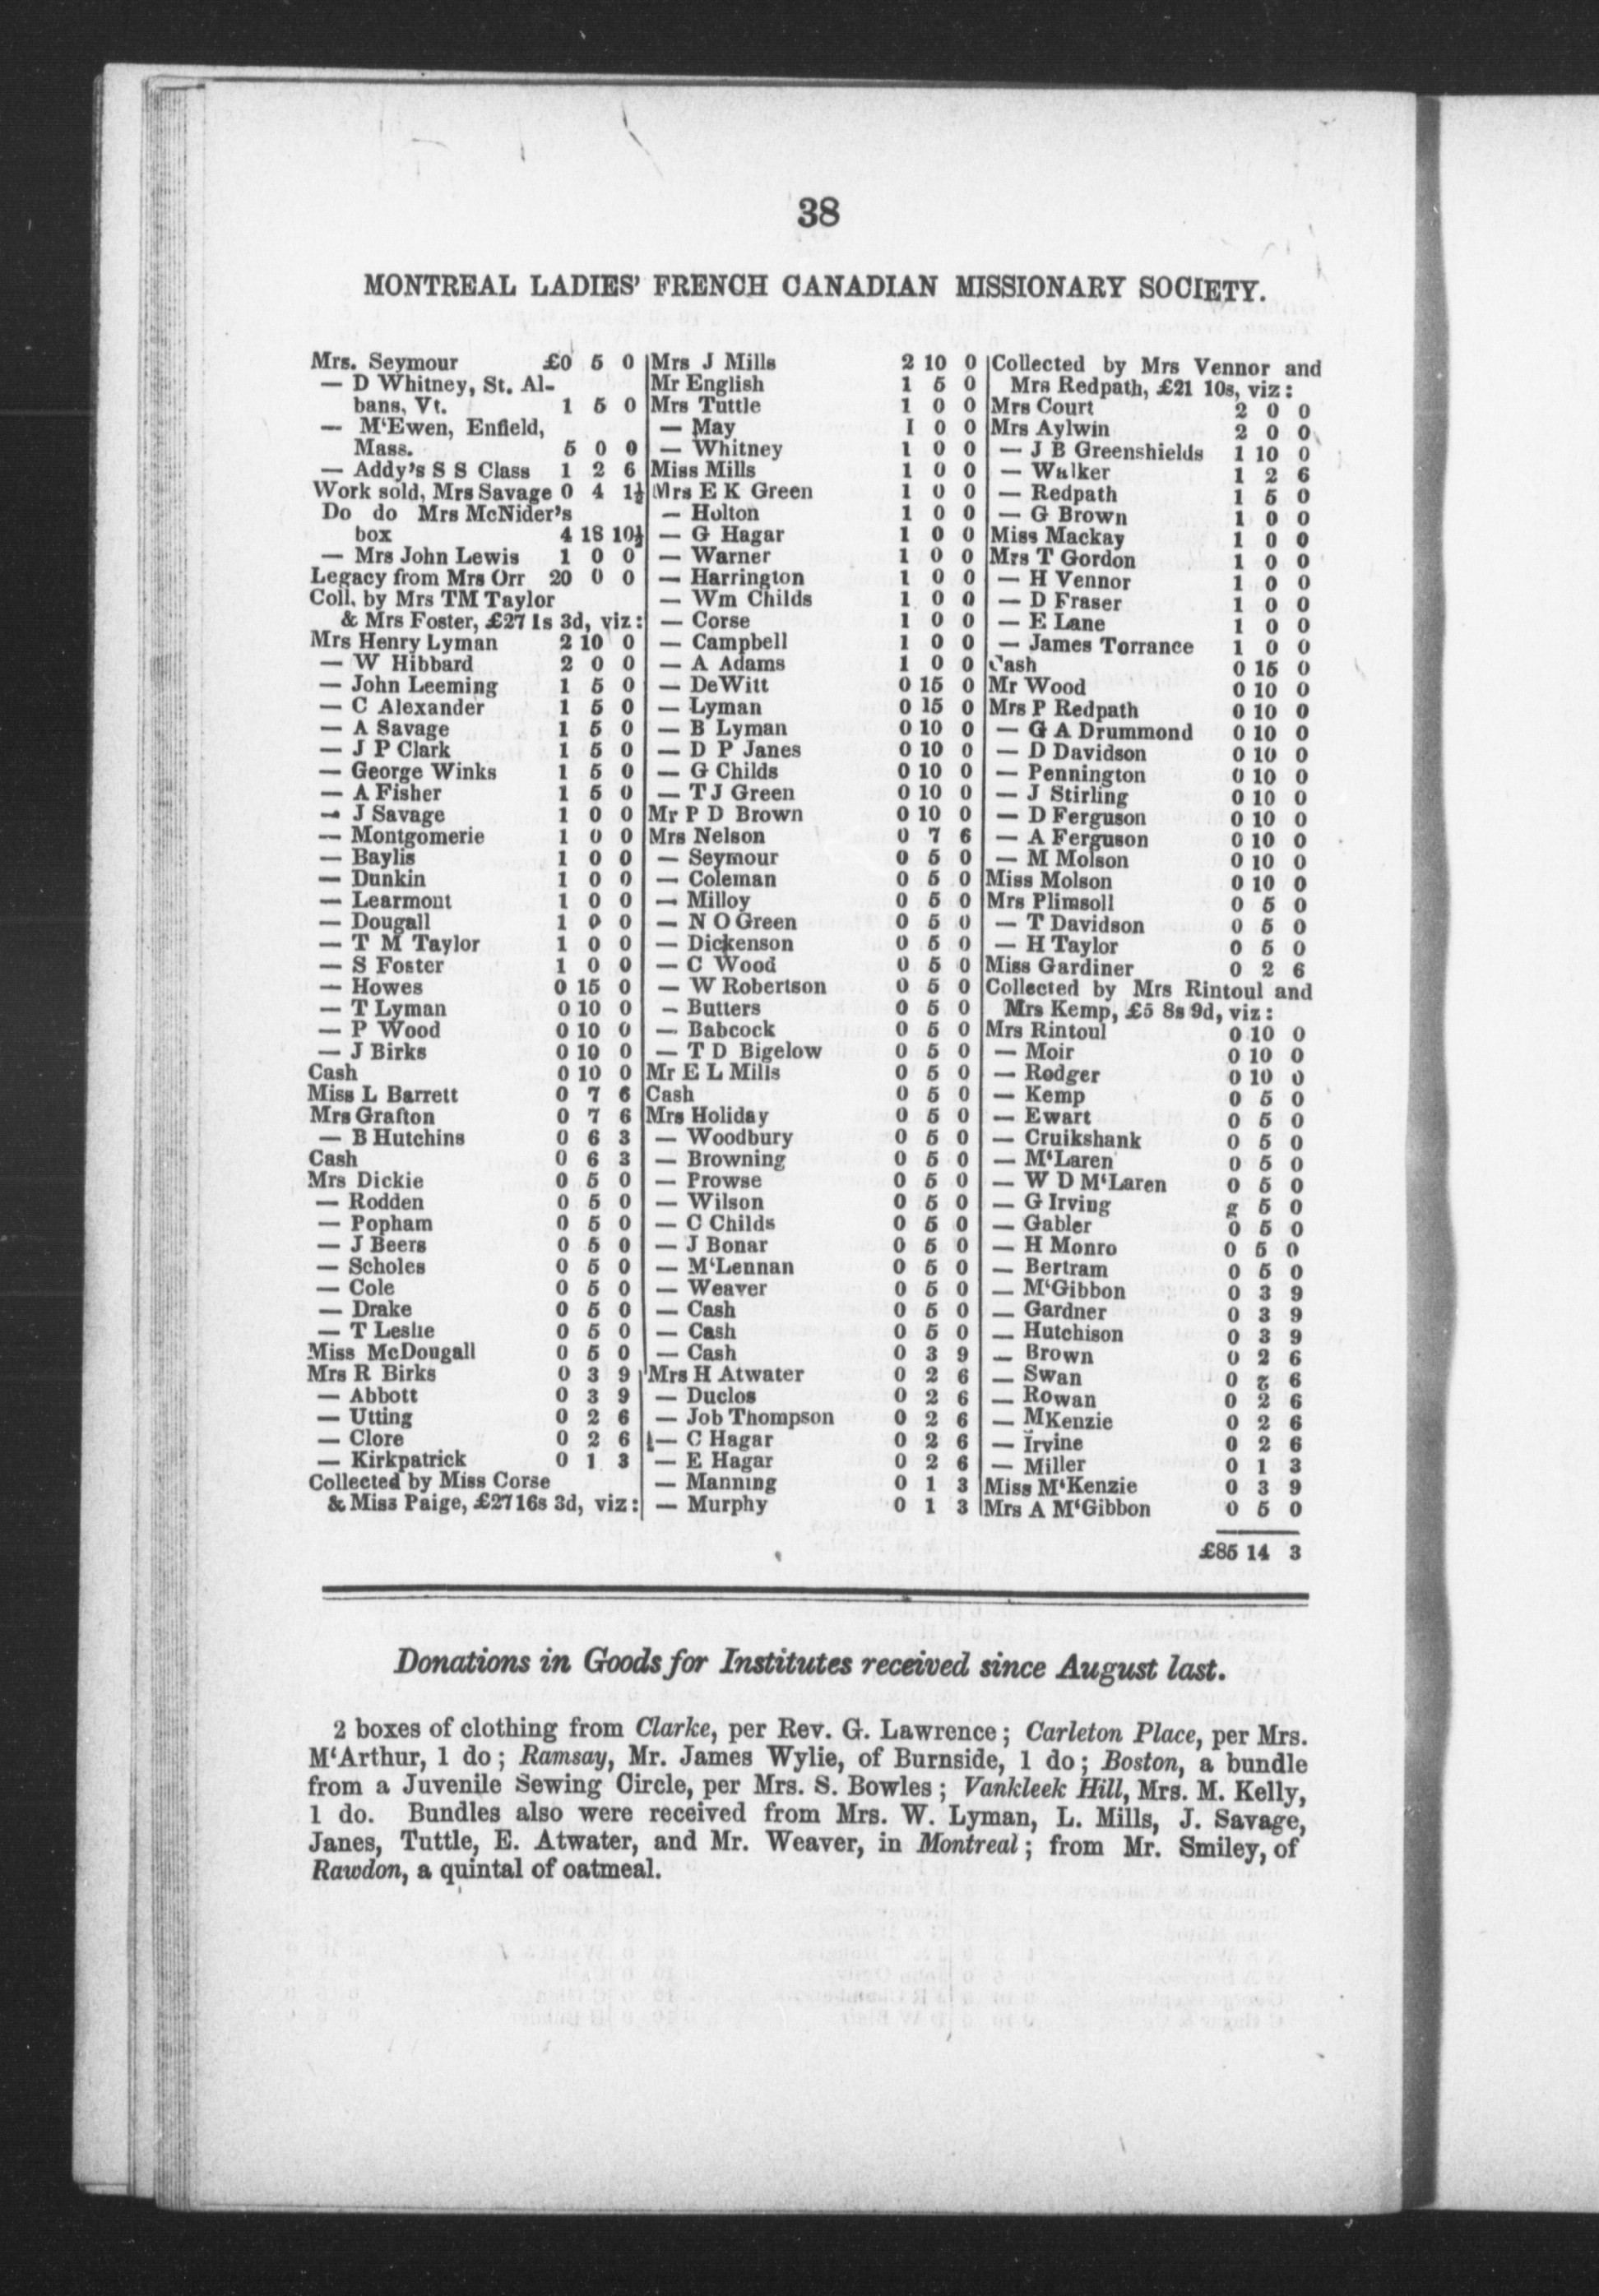 38
MONTREAL LADIES' FRENCH CANADIAN MISSIONARY SOCIETY.
Mrs. Seymour £0 5 0
— D Whitney, St. Al-
bans, Vt. 1 5 0
— M'Ewen, Enfield,
Mass. 5 0 0
— Addy's S S Class 1 2 6
Work sold, Mrs Savage 0 4 1½
Do do Mrs McNider's
box 4 18 10½
— Mrs John Lewis 1 0 0
Legacy from Mrs Orr 20 0 0
Coll. by Mrs TM Taylor
& Mrs Foster, £27 1s 3d, viz:
Mrs Henry Lyman 2 10 0
— W Hibbard 2 0 0
— John Leeming 1 5 0
— C Alexander 1 5 0
— A Savage 1 5 0
— J P Clark 1 5 0
— George Winks 1 5 0
— A Fisher 1 5 0
— J Savage 1 0 0
— Montgomerie 1 0 0
— Baylis 1 0 0
— Dunkin 1 0 0
— Learmont 1 0 0
— Dougall 1 0 0
— T M Taylor 1 0 0
— S Foster 1 0 0
— Howes 0 15 0
— T Lyman 0 10 0
— P Wood 0 10 0
— J Birks 0 10 0
Cash 0 10 0
Miss L Barrett 0 7 6
Mrs Grafton 0 7 6
— B Hutchins 0 6 3
Cash 0 6 3
Mrs Dickie 0 5 0
— Rodden 0 5 0
— Popham 0 5 0
— J Beers 0 5 0
— Scholes 0 5 0
— Cole 0 5 0
— Drake 0 5 0
— T Leslie 0 5 0
Miss McDougall 0 5 0
Mrs R Birks 0 3 9
— Abbott 0 3 9
— Utting 0 2 6
— Clore 0 2 6
— Kirkpatrick 0 1 3
Collected by Miss Corse
& Miss Paige, £27 16s 3d, viz:
Mrs J Mills 2 10 0
Mr English 1 5 0
Mrs Tuttle 1 0 0
— May 1 0 0
— Whitney 1 0 0
Miss Mills 1 0 0
Mrs E K Green 1 0 0
— Holton 1 0 0
— G Hagar 1 0 0
— Warner 1 0 0
— Harrington 1 0 0
— Wm Childs 1 0 0
— Corse 1 0 0
— Campbell 1 0 0
— A Adams 1 0 0
— DeWitt 0 15 0
— Lyman 0 15 0
— B Lyman 0 10 0
— D P Janes 0 10 0
— G Childs 0 10 0
— T J Green 0 10 0
Mr P D Brown 0 10 0
Mrs Nelson 0 7 6
— Seymour 0 5 0
— Coleman 0 5 0
— Milloy 0 5 0
— N O Green 0 5 0
— Dickenson 0 5 0
— C Wood 0 5 0
— W Robertson 0 5 0
— Butters 0 5 0
— Babcock 0 5 0
— T D Bigelow 0 5 0
Mr E L Mills 0 5 0
Cash 0 5 0
Mrs Holiday 0 5 0
— Woodbury 0 5 0
— Browning 0 5 0
— Prowse 0 5 0
— Wilson 0 5 0
— C Childs 0 5 0
— J Bonar 0 5 0
— M'Lennan 0 5 0
— Weaver 0 5 0
— Cash 0 5 0
— Cash 0 5 0
— Cash 0 3 9
Mrs H Atwater 0 2 6
— Duclos 0 2 6
— Job Thompson 0 2 6
— C Hagar 0 2 6
— E Hagar 0 2 6
— Manning 0 1 3
— Murphy 0 1 3
Collected by Mrs Vennor and
Mrs Redpath, £21 10s, viz:
Mrs Court 2 0 0
Mrs Aylwin 2 0 0
— J B Greenshields 1 10 0
— Walker 1 2 6
— Redpath 1 5 0
— G Brown 1 0 0
Miss Mackay 1 0 0
Mrs T Gordon 1 0 0
— H Vennor 1 0 0
— D Fraser 1 0 0
— E Lane 1 0 0
— James Torrance 1 0 0
Cash 0 15 0
Mr Wood 0 10 0
Mrs P Redpath 0 10 0
— G A Drummond 0 10 0
— D Davidson 0 10 0
— Pennington 0 10 0
— J Stirling 0 10 0
— D Ferguson 0 10 0
— A Ferguson 0 10 0
— M Molson 0 10 0
Miss Molson 0 10 0
Mrs Plimsoll 0 5 0
— T Davidson 0 5 0
— H Taylor 0 5 0
Miss Gardiner 0 2 6
Collected by Mrs Rintoul and
Mrs Kemp, £5 8s 9d, viz:
Mrs Rintoul 0 10 0
— Moir 0 10 0
— Rodger 0 10 0
— Kemp 0 5 0
— Ewart 0 5 0
— Cruikshank 0 5 0
— M'Laren 0 5 0
— W D M'Laren 0 5 0
— G Irving g 5 0
— Gabler 0 5 0
— H Monro 0 5 0
— Bertram 0 5 0
— M'Gibbon 0 3 9
— Gardner 0 3 9
— Hutchison 0 3 9
— Brown 0 2 6
— Swan 0 2 6
— Rowan 0 2 6
— MKenzie 0 2 6
— Irvine 0 2 6
— Miller 0 1 3
Miss M'Kenzie 0 3 9
Mrs A M'Gibbon 0 5 0
£85 14 3
Donations in Goods for Institutes received since August last.
2 boxes of clothing from Clarke, per Rev. G. Lawrence; Carleton Place, per Mrs.
M'Arthur, 1 do; Ramsay, Mr. James Wylie, of Burnside, 1 do; Boston, a bundle
from a Juvenile Sewing Circle, per Mrs. S. Bowles; Vankleek Hill, Mrs. M. Kelly,
1 do. Bundles also were received from Mrs. W. Lyman, L. Mills, J. Savage,
Janes, Tuttle, E. Atwater, and Mr. Weaver, in Montreal; from Mr. Smiley, of
Rawdon, a quintal of oatmeal.